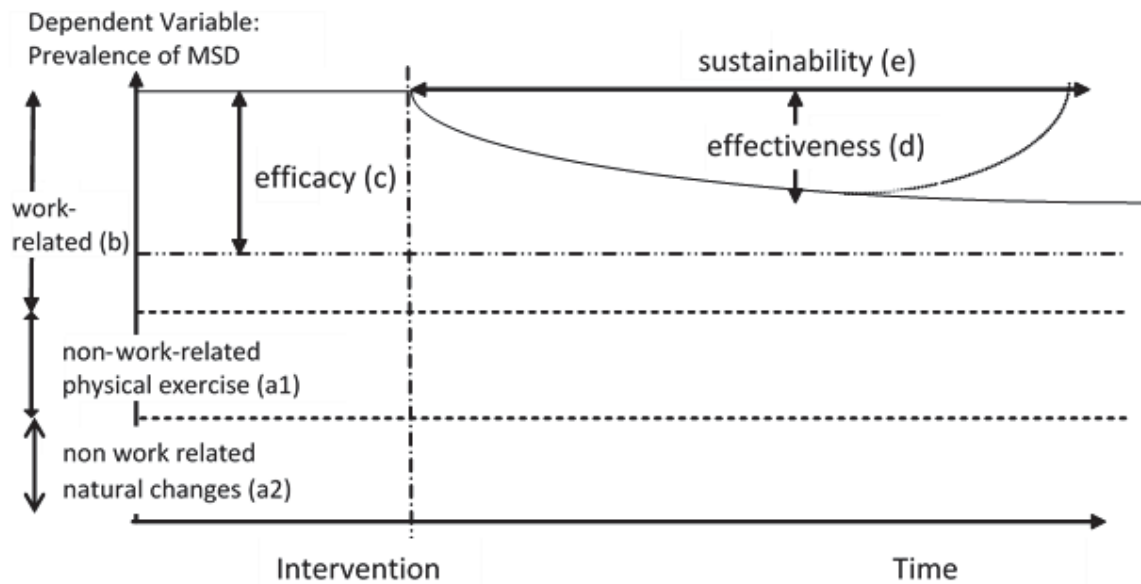 Dependent Variable:
Prevalence of MSD
sustainability (e)
effectiveness (d)
efficacy (c)
work-
related (b)
non-work-related
physical exercise (a1)
non work related
natural changes (a2)
Intervention
Time